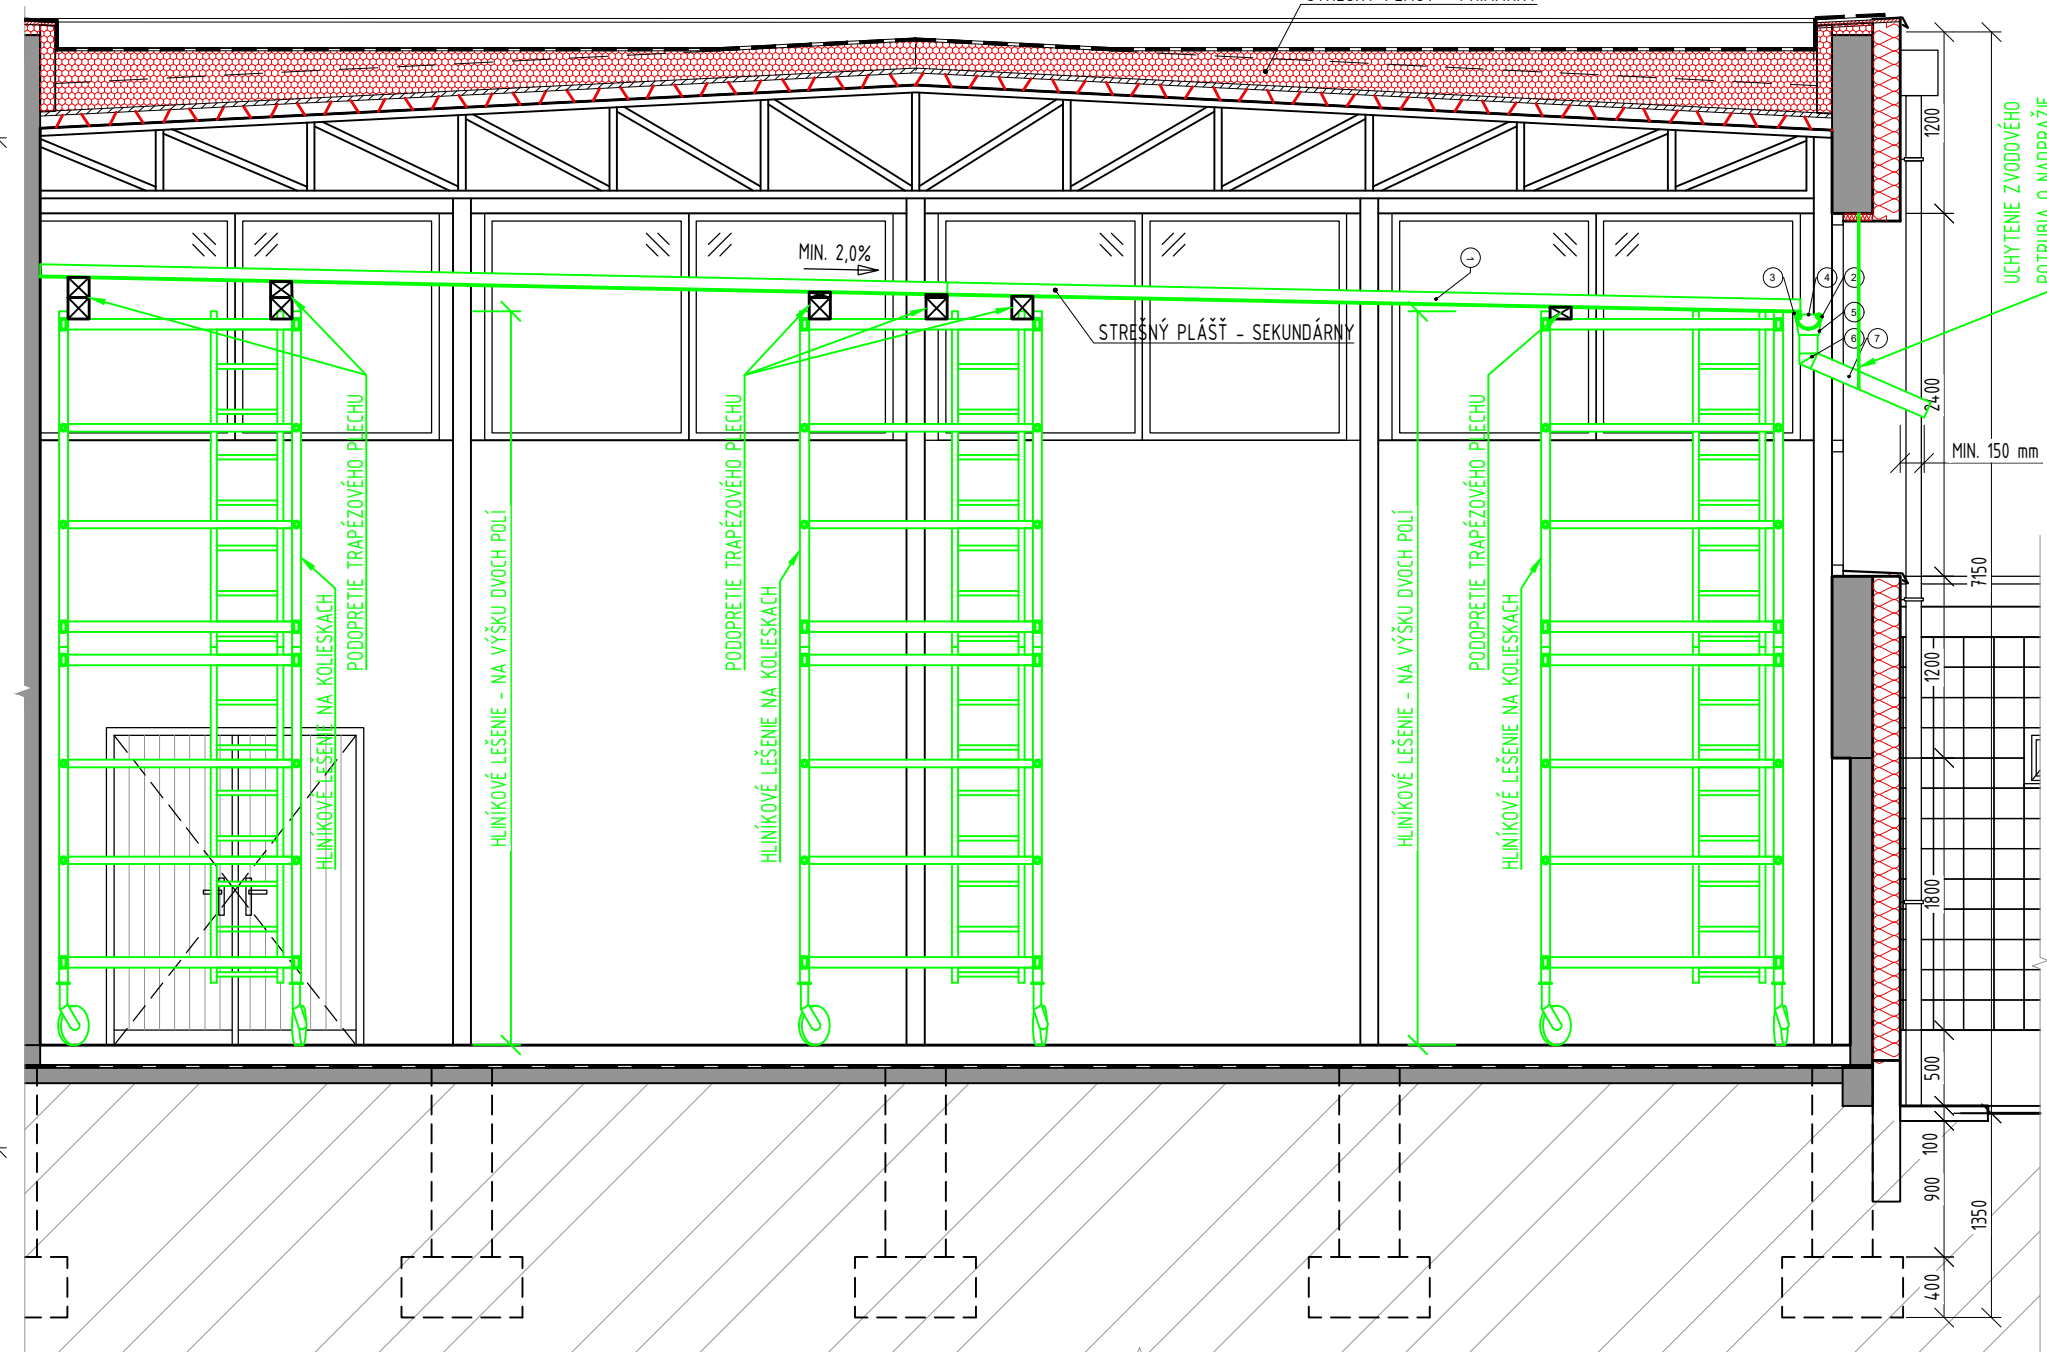 MIN. 2,0%
1
3
4
2
5
6
7
STREŠNÝ PLÁŠŤ - SEKUNDÁRNY
UCHYTENIE ZVODOVÉHO
MIN. 150 mm
PODOPRETIE TRAPÉZOVÉHO PLECHU
HLINÍKOVÉ LEŠENIE NA KOLIESKACH
HLINÍKOVÉ LEŠENIE - NA VÝŠKU DVOCH POLÍ
PODOPRETIE TRAPÉZOVÉHO PLECHU
HLINÍKOVÉ LEŠENIE NA KOLIESKACH
HLINÍKOVÉ LEŠENIE - NA VÝŠKU DVOCH POLÍ
PODOPRETIE TRAPÉZOVÉHO PLECHU
HLINÍKOVÉ LEŠENIE NA KOLIESKACH
1200
2400
7150
1200
1800
500
100
900
1350
400